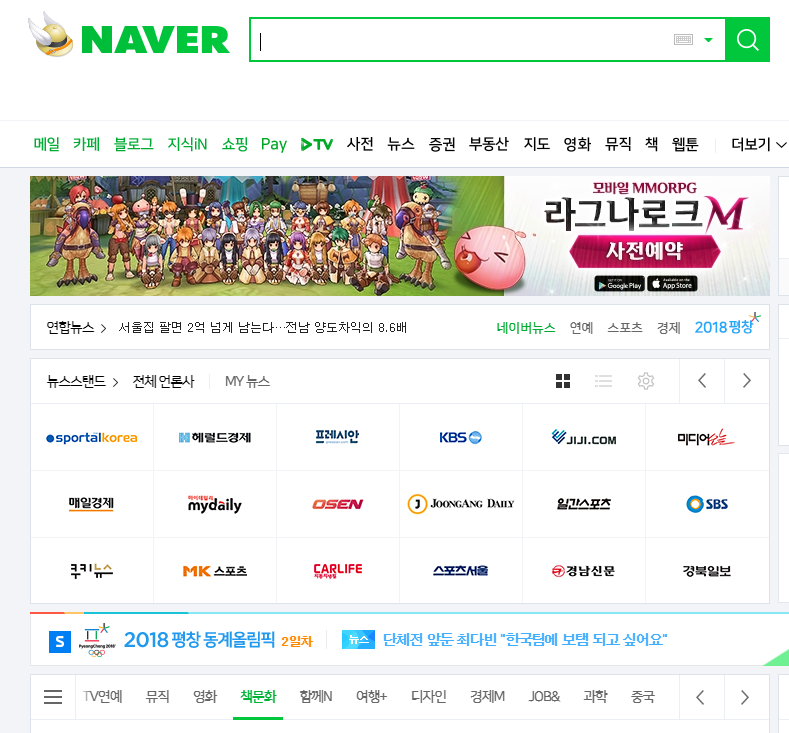 NAVER
메일 카페 블로그 지식iN 쇼핑 Pay TV 사전 뉴스 증권 부동산 지도 영화 뮤직 책 웹툰 더보기
모바일 MMORPG
라그나로크M
사전예약
Google Play App Store
연합뉴스 서울집 팔면 2억 넘게 남는다…전남 양도차익의 8.6배 네이버뉴스 연예 스포츠 경제 2018 평창
뉴스스탠드 전체 언론사 MY 뉴스
sportalkorea 헤럴드경제 프레시안 KBS JIJI.COM 미디어오늘
매일경제 마이데일리 mydaily OSEN JOONGANG DAILY 일간스포츠 SBS
쿠키뉴스 MK 스포츠 CARLIFE 스포츠서울 경남신문 경북일보
S PyeongChang 2018 2018 평창 동계올림픽 2일차 뉴스 단체전 앞둔 최다빈 "한국팀에 보탬 되고 싶어요"
TV연예 뮤직 영화 책문화 함께N 여행+ 디자인 경제M JOB& 과학 중국